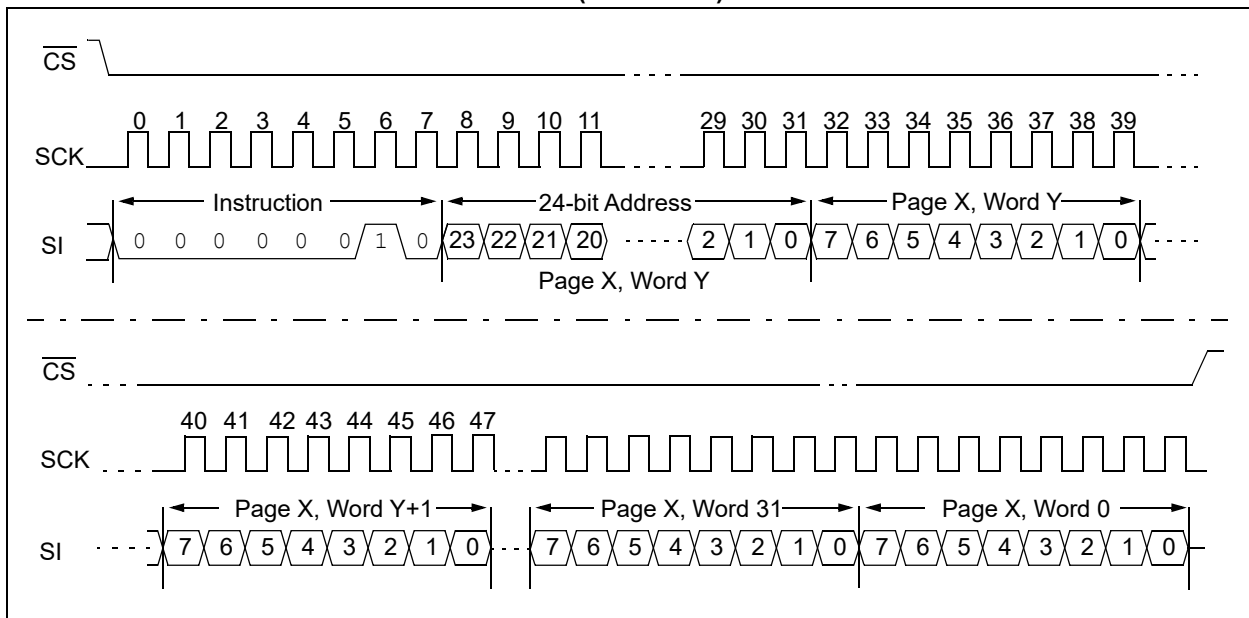 CS
0 1 2 3 4 5 6 7 8 9 10 11 29 30 31 32 33 34 35 36 37 38 39
SCK
Instruction 24-bit Address Page X, Word Y
SI 0 0 0 0 0 0 1 0 23 22 21 20 2 1 0 7 6 5 4 3 2 1 0
Page X, Word Y
CS
40 41 42 43 44 45 46 47
SCK
Page X, Word Y+1 Page X, Word 31 Page X, Word 0
SI 7 6 5 4 3 2 1 0 7 6 5 4 3 2 1 0 7 6 5 4 3 2 1 0